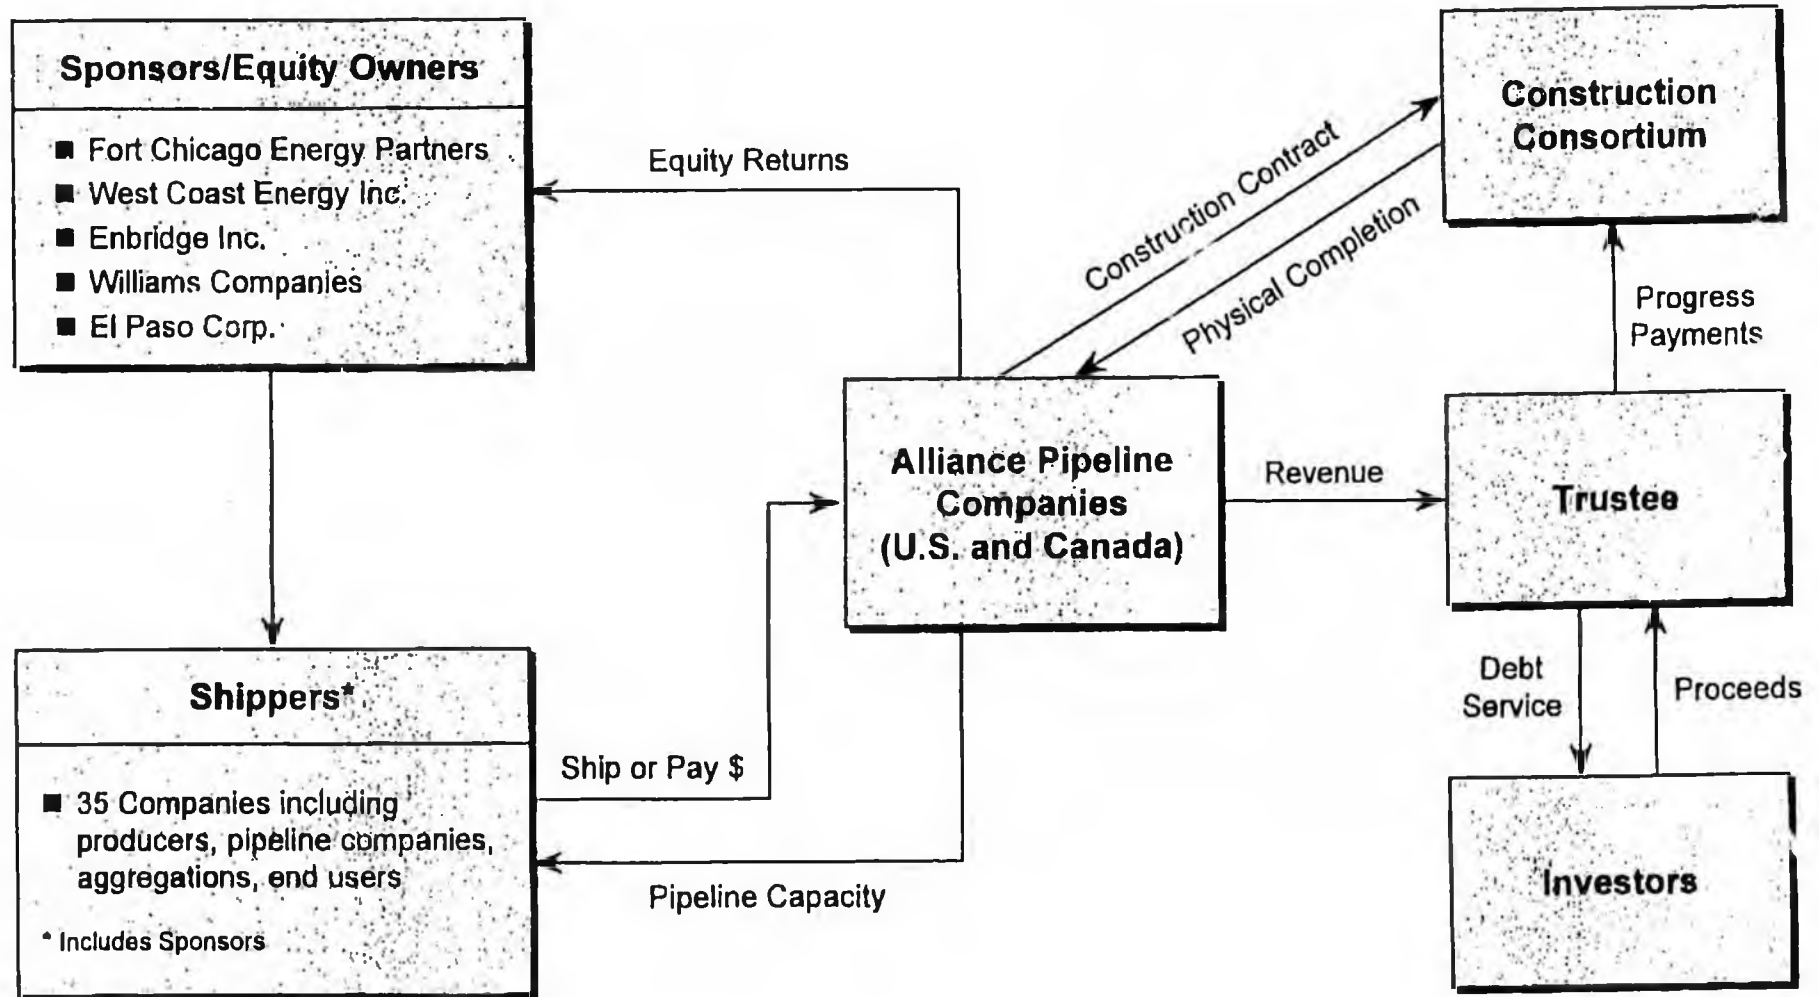 Sponsors/Equity Owners
■ Fort Chicago Energy Partners
■ West Coast Energy Inc.
■ Enbridge Inc.
■ Williams Companies
■ El Paso Corp.
Equity Returns
Construction Contract
Physical Completion
Construction
Consortium
Progress
Payments
Alliance Pipeline
Companies
(U.S. and Canada)
Revenue
Trustee
Debt
Service
Proceeds
Investors
Shippers*
■ 35 Companies including
producers, pipeline companies,
aggregations, end users
* Includes Sponsors
Ship or Pay $
Pipeline Capacity